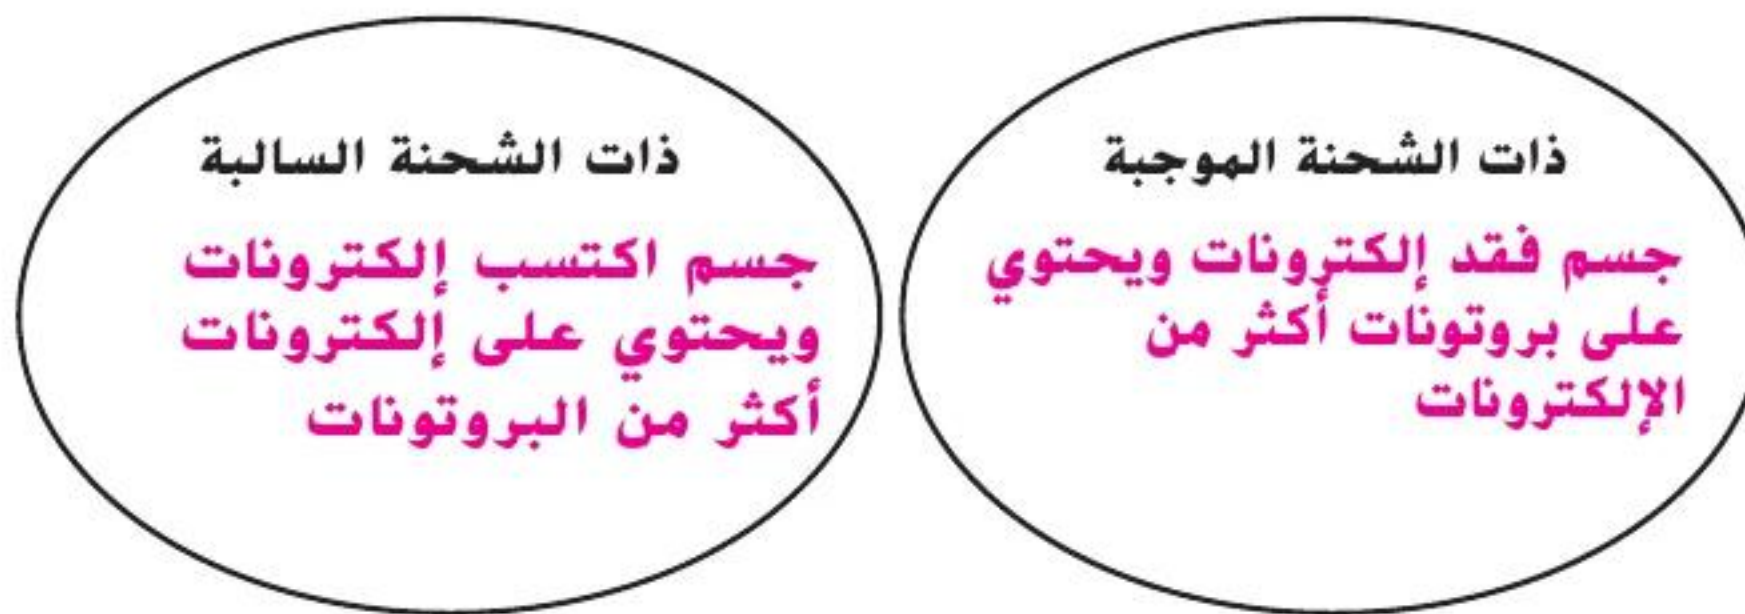 ذات الشحنة الموجبة
جسم فقد إلكترونات ويحتوي
على بروتونات أكثر من
الإلكترونات
ذات الشحنة السالبة
جسم اكتسب إلكترونات
ويحتوي على إلكترونات
أكثر من البروتونات